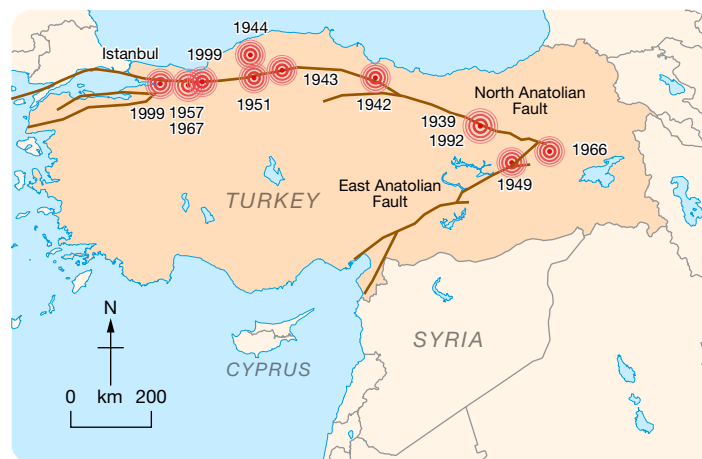 1944
Istanbul
1999
1943
North Anatolian
Fault
1999
1957
1967
1951
1942
1939
1992
1966
East Anatolian
Fault
1949
TURKEY
N
SYRIA
CYPRUS
0 km 200